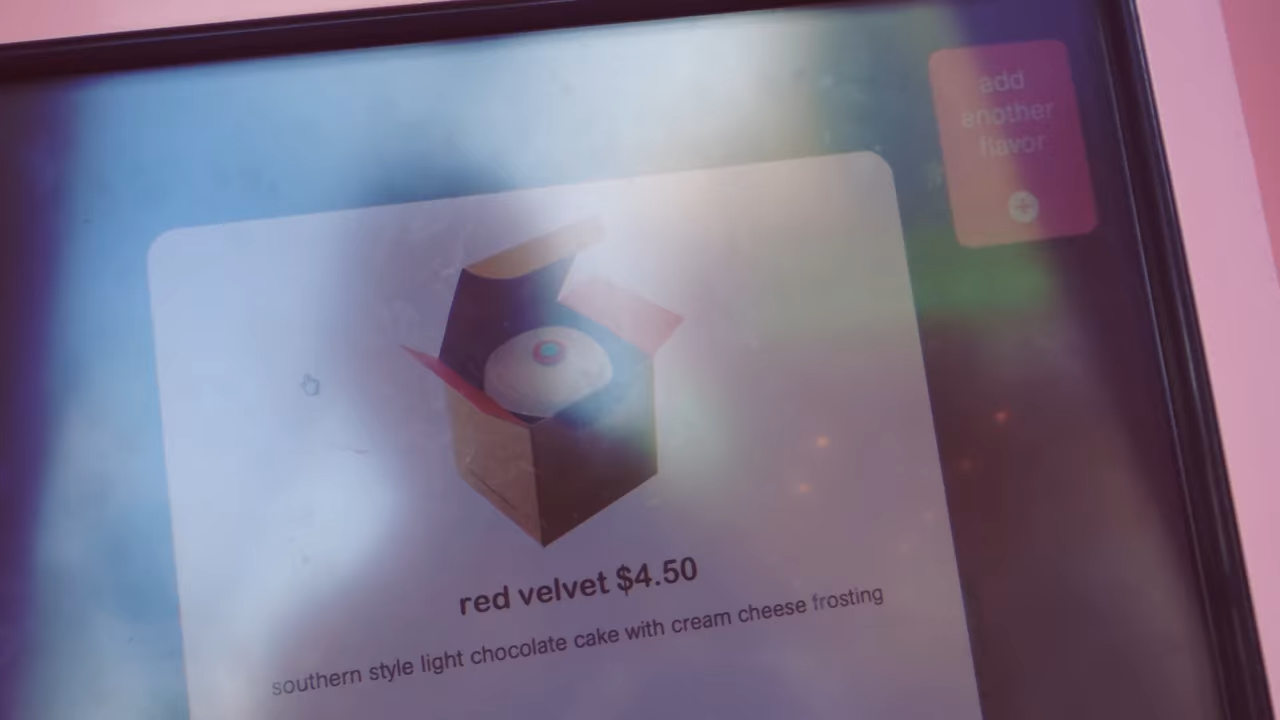 add
another
flavor
red velvet $4.50
southern style light chocolate cake with cream cheese frosting